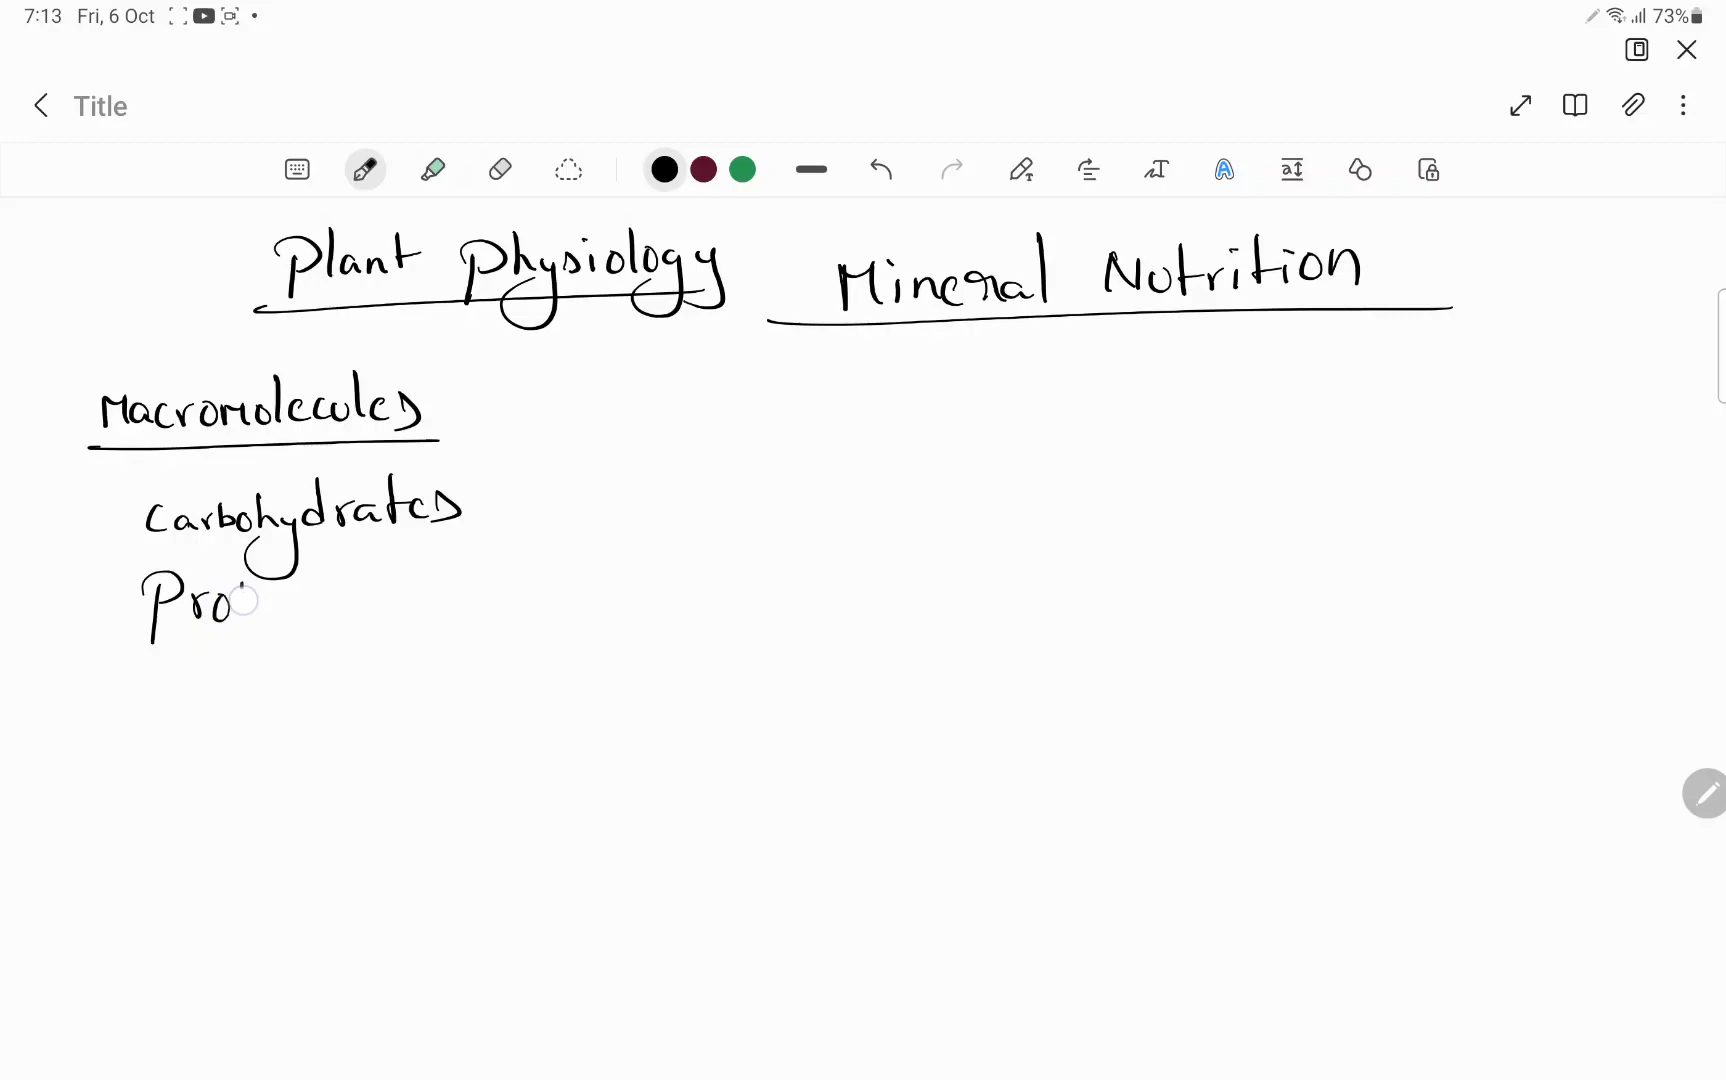 7:13 Fri, 6 Oct 73%
Title
Plant Physiology Mineral Nutrition
Macromolecules
Carbohydrates
Pro